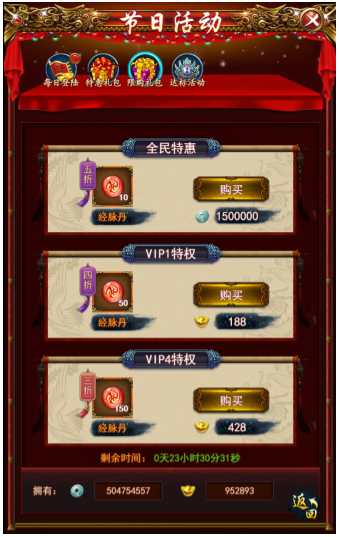 节日活动
每日登陆 特惠礼包 限购礼包 达标活动
全民特惠
五折
10
购买
经脉丹
1500000
VIP1特权
四折
50
购买
经脉丹
188
VIP4特权
三折
150
购买
经脉丹
428
剩余时间： 0天23小时30分31秒
拥有： 504754557 952893
返回